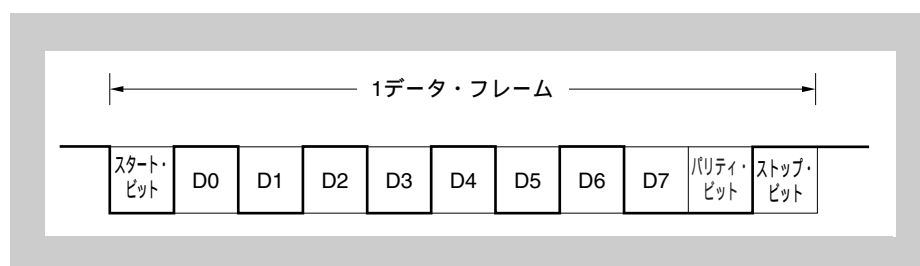 1データ・フレーム
スタート・
ビット
D0
D1
D2
D3
D4
D5
D6
D7
パリティ・
ビット
ストップ・
ビット